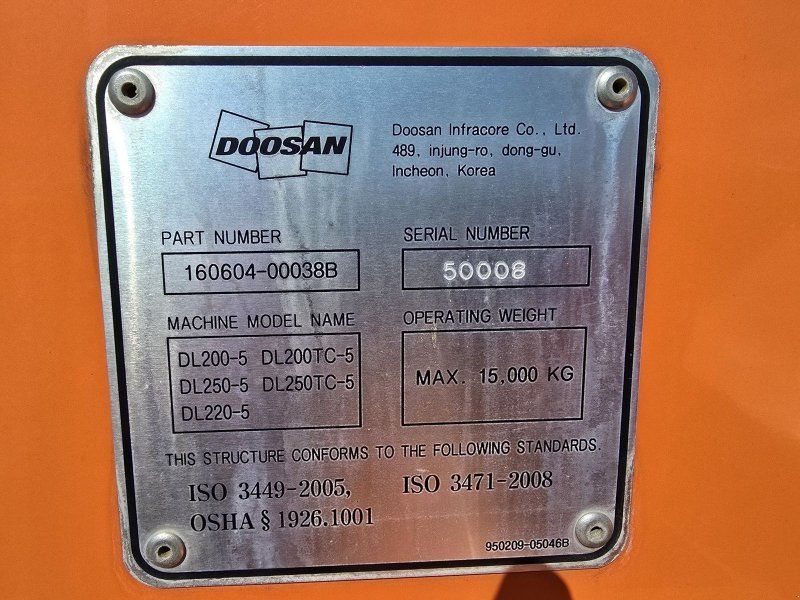 DOOSAN
Doosan Infracore Co., Ltd.
489, injung-ro, dong-gu,
Incheon, Korea
PART NUMBER
160604-00038B
SERIAL NUMBER
50008
MACHINE MODEL NAME
DL200-5 DL200TC-5
DL250-5 DL250TC-5
DL220-5
OPERATING WEIGHT
MAX. 15,000 KG
THIS STRUCTURE CONFORMS TO THE FOLLOWING STANDARDS.
ISO 3449-2005, ISO 3471-2008
OSHA § 1926.1001
950209-05046B